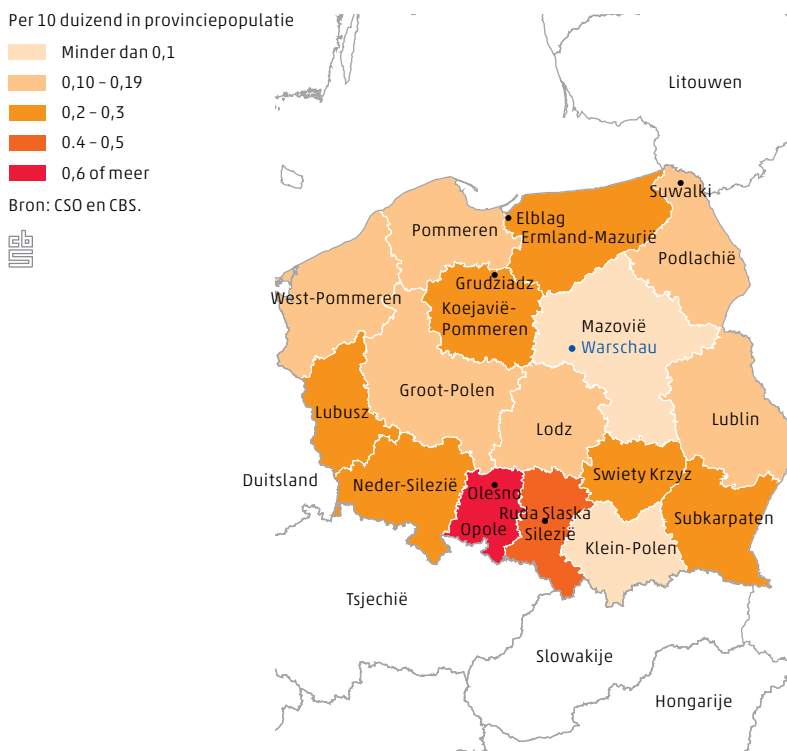 Per 10 duizend in provinciepopulatie
Minder dan 0,1
0,10 – 0,19
0,2 – 0,3
0.4 – 0,5
0,6 of meer
Bron: CSO en CBS.
cbs
Litouwen
Suwalki
Elblag
Pommeren
Ermland-Mazurië
Podlachië
Grudziadz
West-Pommeren
Koejavië-
Pommeren
Mazovië
Warschau
Groot-Polen
Lubusz
Lodz
Lublin
Duitsland
Neder-Silezië
Swiety Krzyz
Olesno
Ruda Slaska
Subkarpaten
Opole
Silezië
Klein-Polen
Tsjechië
Slowakije
Hongarije